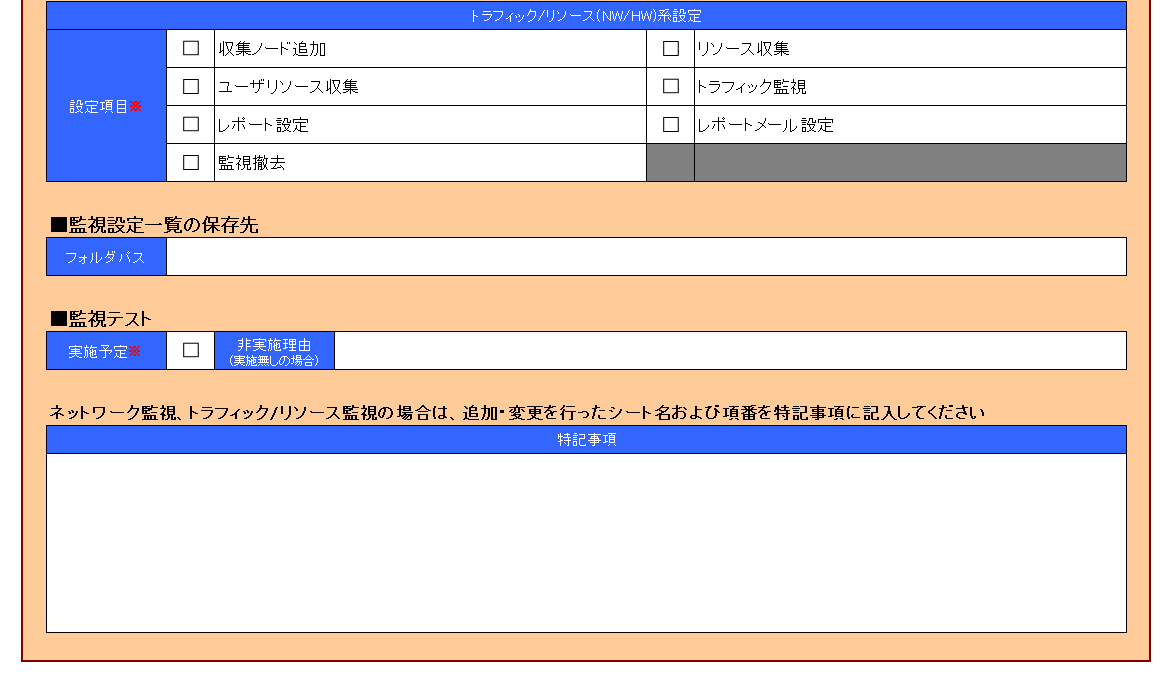 トラフィック/リソース(NW/HW)系設定
設定項目※
□ 収集ノード追加 □ リソース収集
□ ユーザリソース収集 □ トラフィック監視
□ レポート設定 □ レポートメール設定
□ 監視撤去
■監視設定一覧の保存先
フォルダパス
■監視テスト
実施予定※ □ 非実施理由
(実施無しの場合)
ネットワーク監視、トラフィック/リソース監視の場合は、追加・変更を行ったシート名および項番を特記事項に記入してください
特記事項